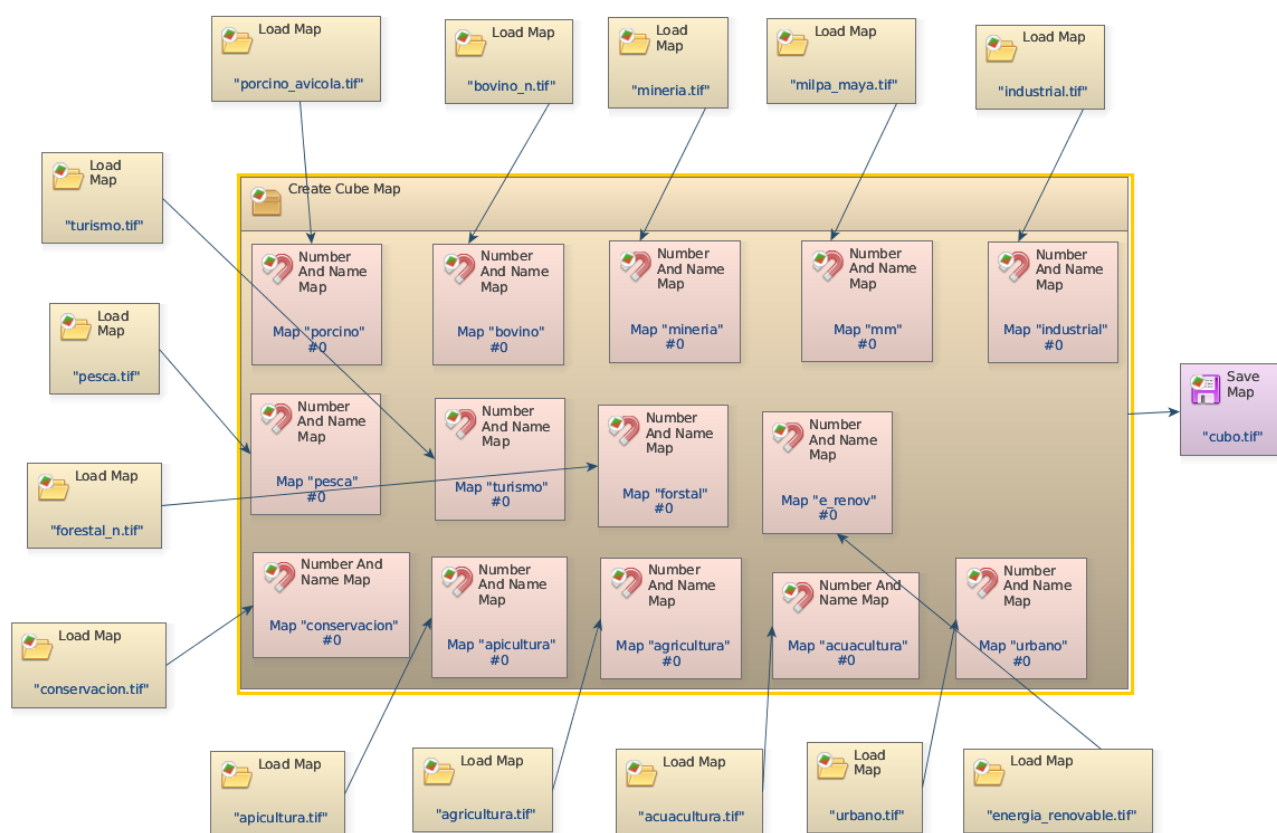 Load Map
"porcino_avicola.tif"
Load Map
"bovino_n.tif"
Load
Map
"mineria.tif"
Load Map
"milpa_maya.tif"
Load Map
"industrial.tif"
Load
Map
"turismo.tif"
Create Cube Map
Number
And Name
Map
Map "porcino"
#0
Number
And Name
Map
Map "bovino"
#0
Number
And Name
Map
Map "mineria"
#0
Number
And Name
Map
Map "mm"
#0
Number
And Name
Map
Map "industrial"
#0
Load
Map
"pesca.tif"
Number
And Name
Map
Map "pesca"
#0
Number
And Name
Map
Map "turismo"
#0
Number
And Name
Map
Map "forstal"
#0
Number
And Name
Map
Map "e_renov"
#0
Save
Map
"cubo.tif"
Load Map
"forestal_n.tif"
Number And
Name Map
Map "conservacion"
#0
Number
And Name
Map
Map "apicultura"
#0
Number
And Name
Map
Map "agricultura"
#0
Number And
Name Map
Map "acuacultura"
#0
Number
And Name
Map
Map "urbano"
#0
Load Map
"conservacion.tif"
Load Map
"apicultura.tif"
Load Map
"agricultura.tif"
Load Map
"acuacultura.tif"
Load
Map
"urbano.tif"
Load Map
"energia_renovable.tif"